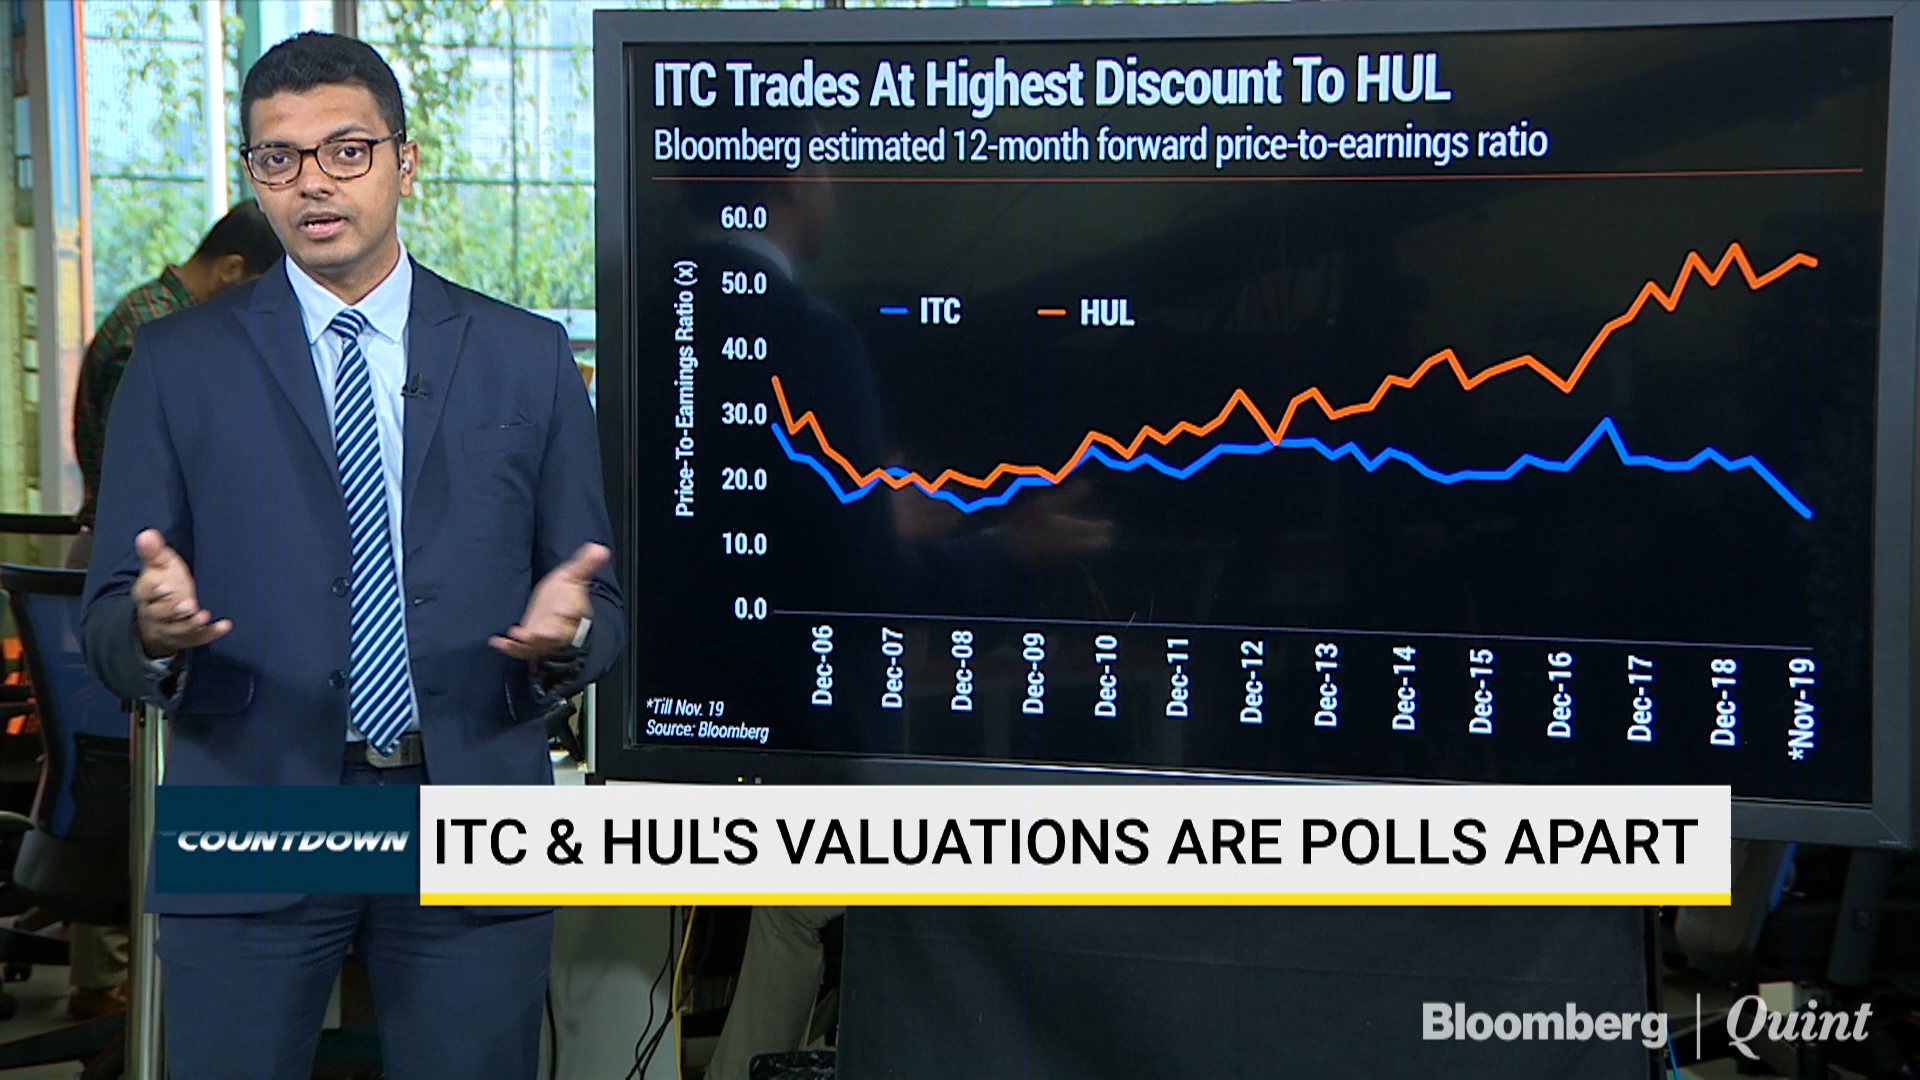 ITC Trades At Highest Discount To HUL
Bloomberg estimated 12-month forward price-to-earnings ratio
Price-To-Earnings Ratio (x)
60.0
50.0
40.0
30.0
20.0
10.0
0.0
ITC
HUL
Dec-06
Dec-07
Dec-08
Dec-09
Dec-10
Dec-11
Dec-12
Dec-13
Dec-14
Dec-15
Dec-16
Dec-17
Dec-18
*Nov-19
*Till Nov. 19
Source: Bloomberg
COUNTDOWN
ITC & HUL'S VALUATIONS ARE POLLS APART
Bloomberg | Quint